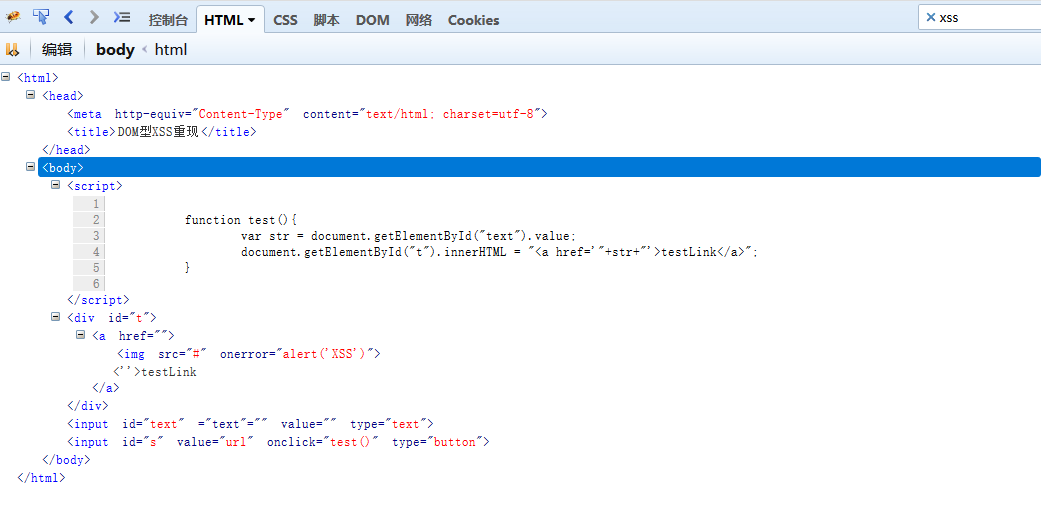 控制台 HTML CSS 脚本 DOM 网络 Cookies xss
编辑 body html
<html>
<head>
<meta http-equiv="Content-Type" content="text/html; charset=utf-8">
<title>DOM型XSS重现</title>
</head>
<body>
<script>
1
2 function test(){
3 var str = document.getElementById("text").value;
4 document.getElementById("t").innerHTML = "<a href='"+str+"'>testLink</a>";
5 }
6
</script>
<div id="t">
<a href="">
<img src="#" onerror="alert('XSS')">
<''>testLink
</a>
</div>
<input id="text" ="text"="" value="" type="text">
<input id="s" value="url" onclick="test()" type="button">
</body>
</html>